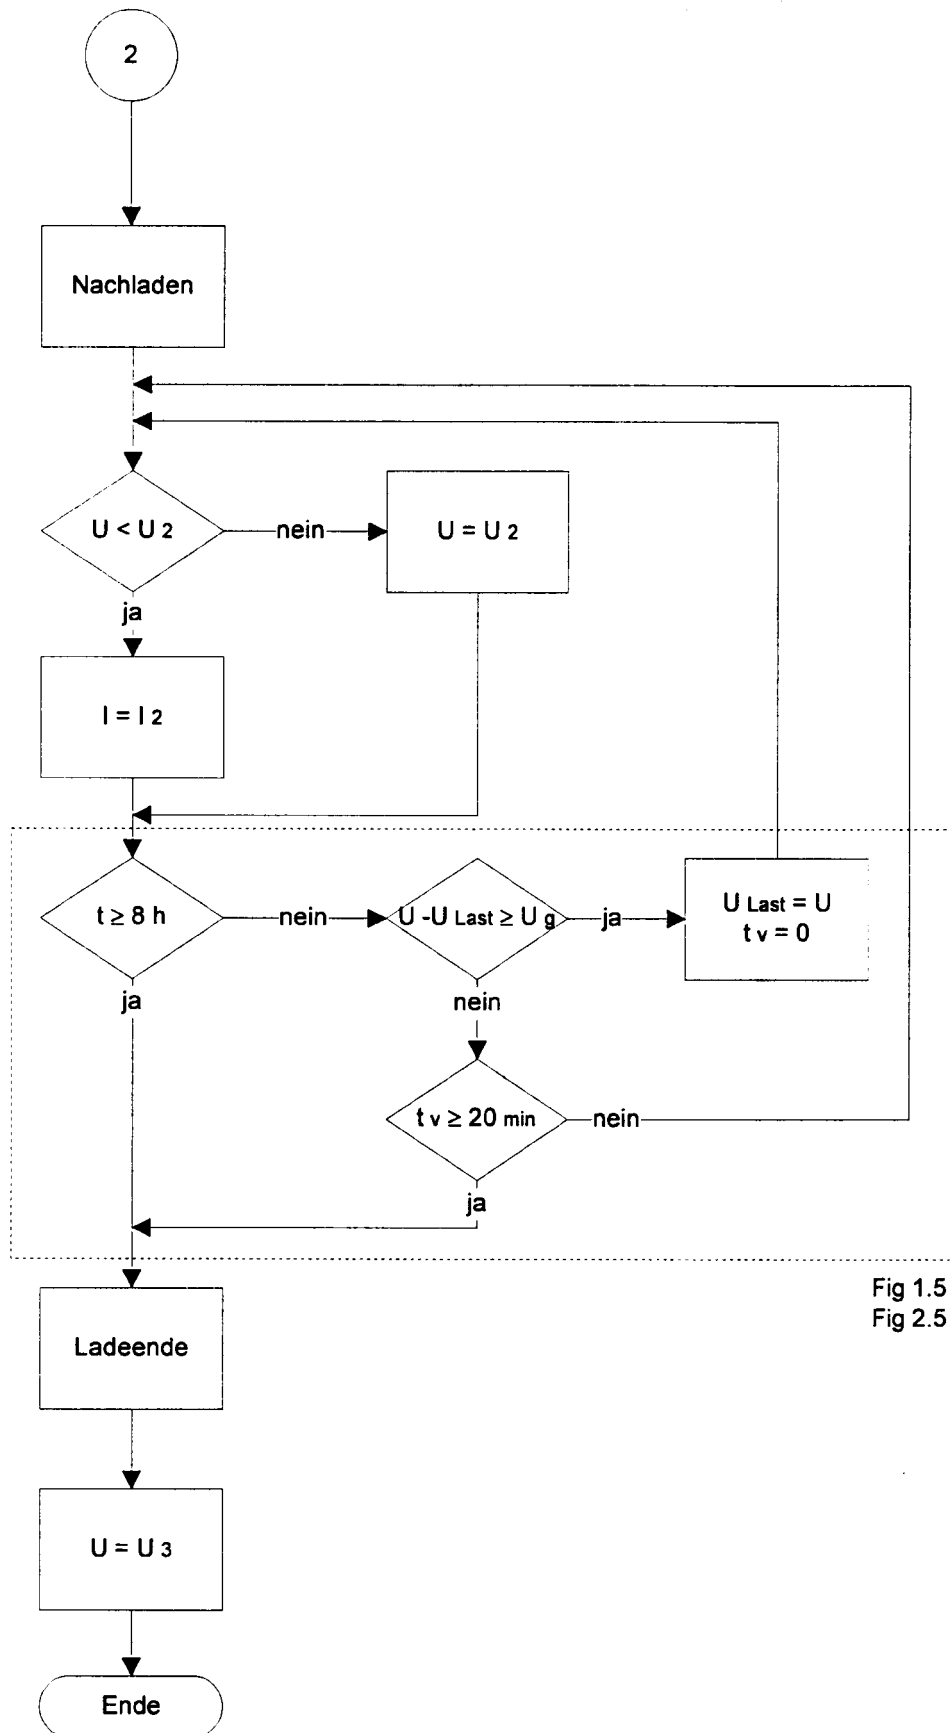 2
Nachladen
U < U 2
nein
U = U 2
ja
I = I 2
t ≥ 8 h
nein
U -U Last ≥ U g
ja
U Last = U
t v = 0
ja
nein
t v ≥ 20 min
nein
ja
Fig 1.5
Fig 2.5
Ladeende
U = U 3
Ende